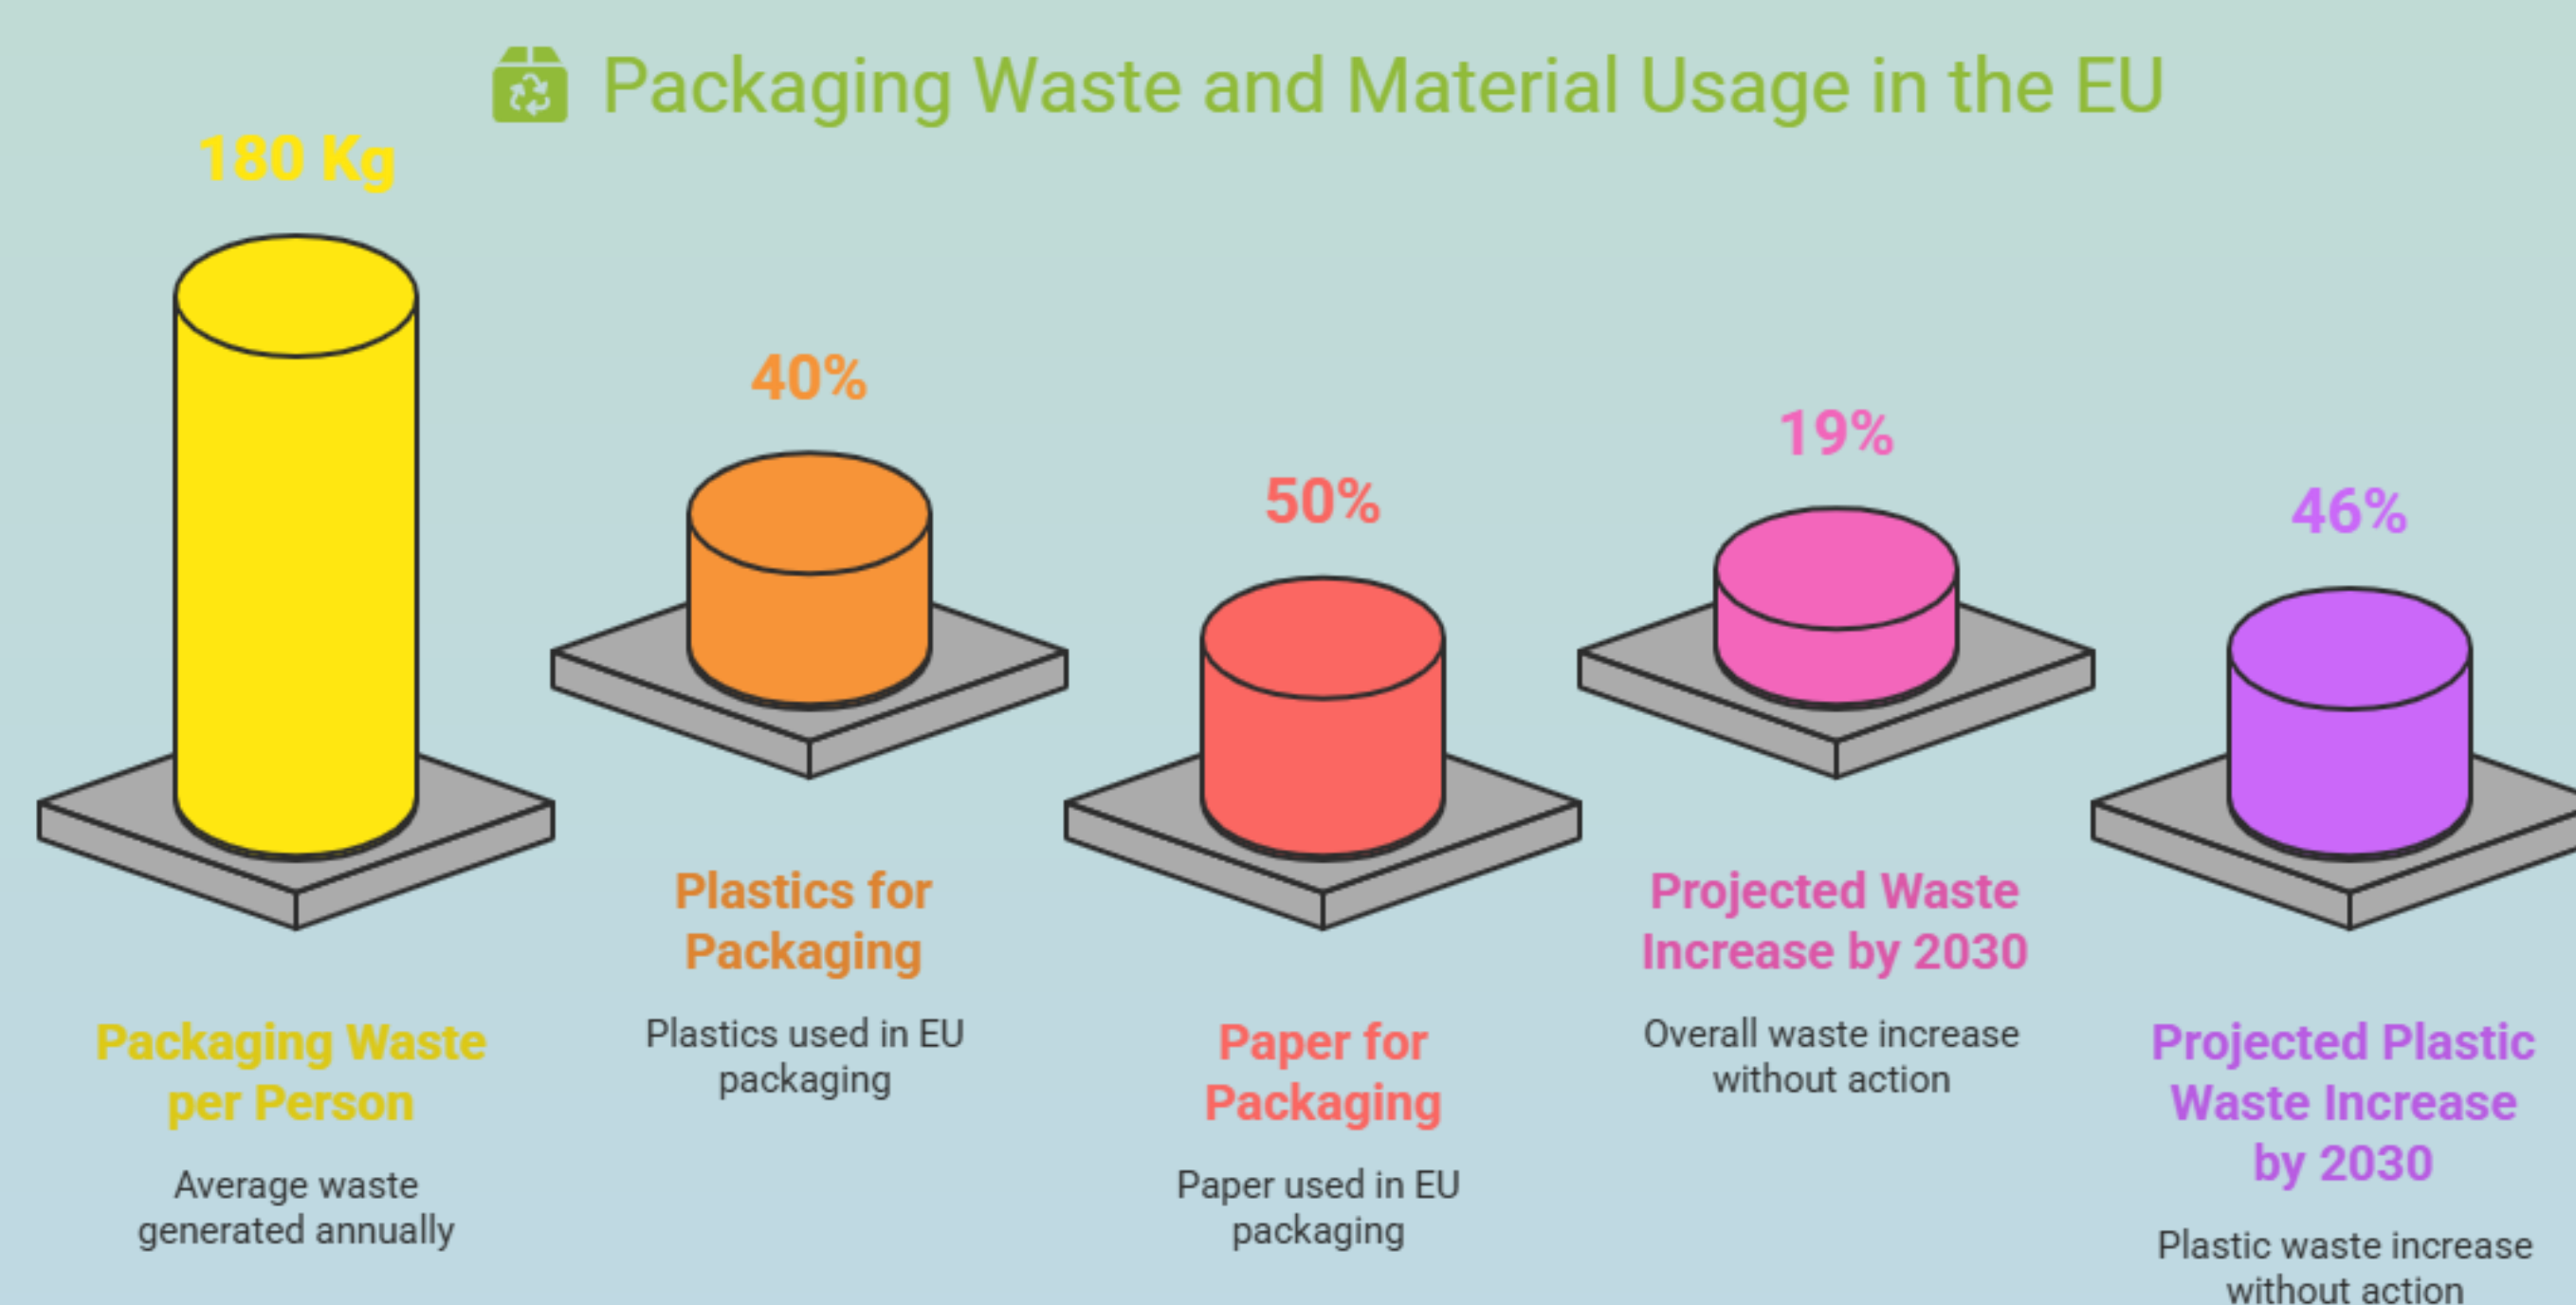 Packaging Waste and Material Usage in the EU
180 Kg
Packaging Waste
per Person
Average waste
generated annually
40%
Plastics for
Packaging
Plastics used in EU
packaging
50%
Paper for
Packaging
Paper used in EU
packaging
19%
Projected Waste
Increase by 2030
Overall waste increase
without action
46%
Projected Plastic
Waste Increase
by 2030
Plastic waste increase
without action